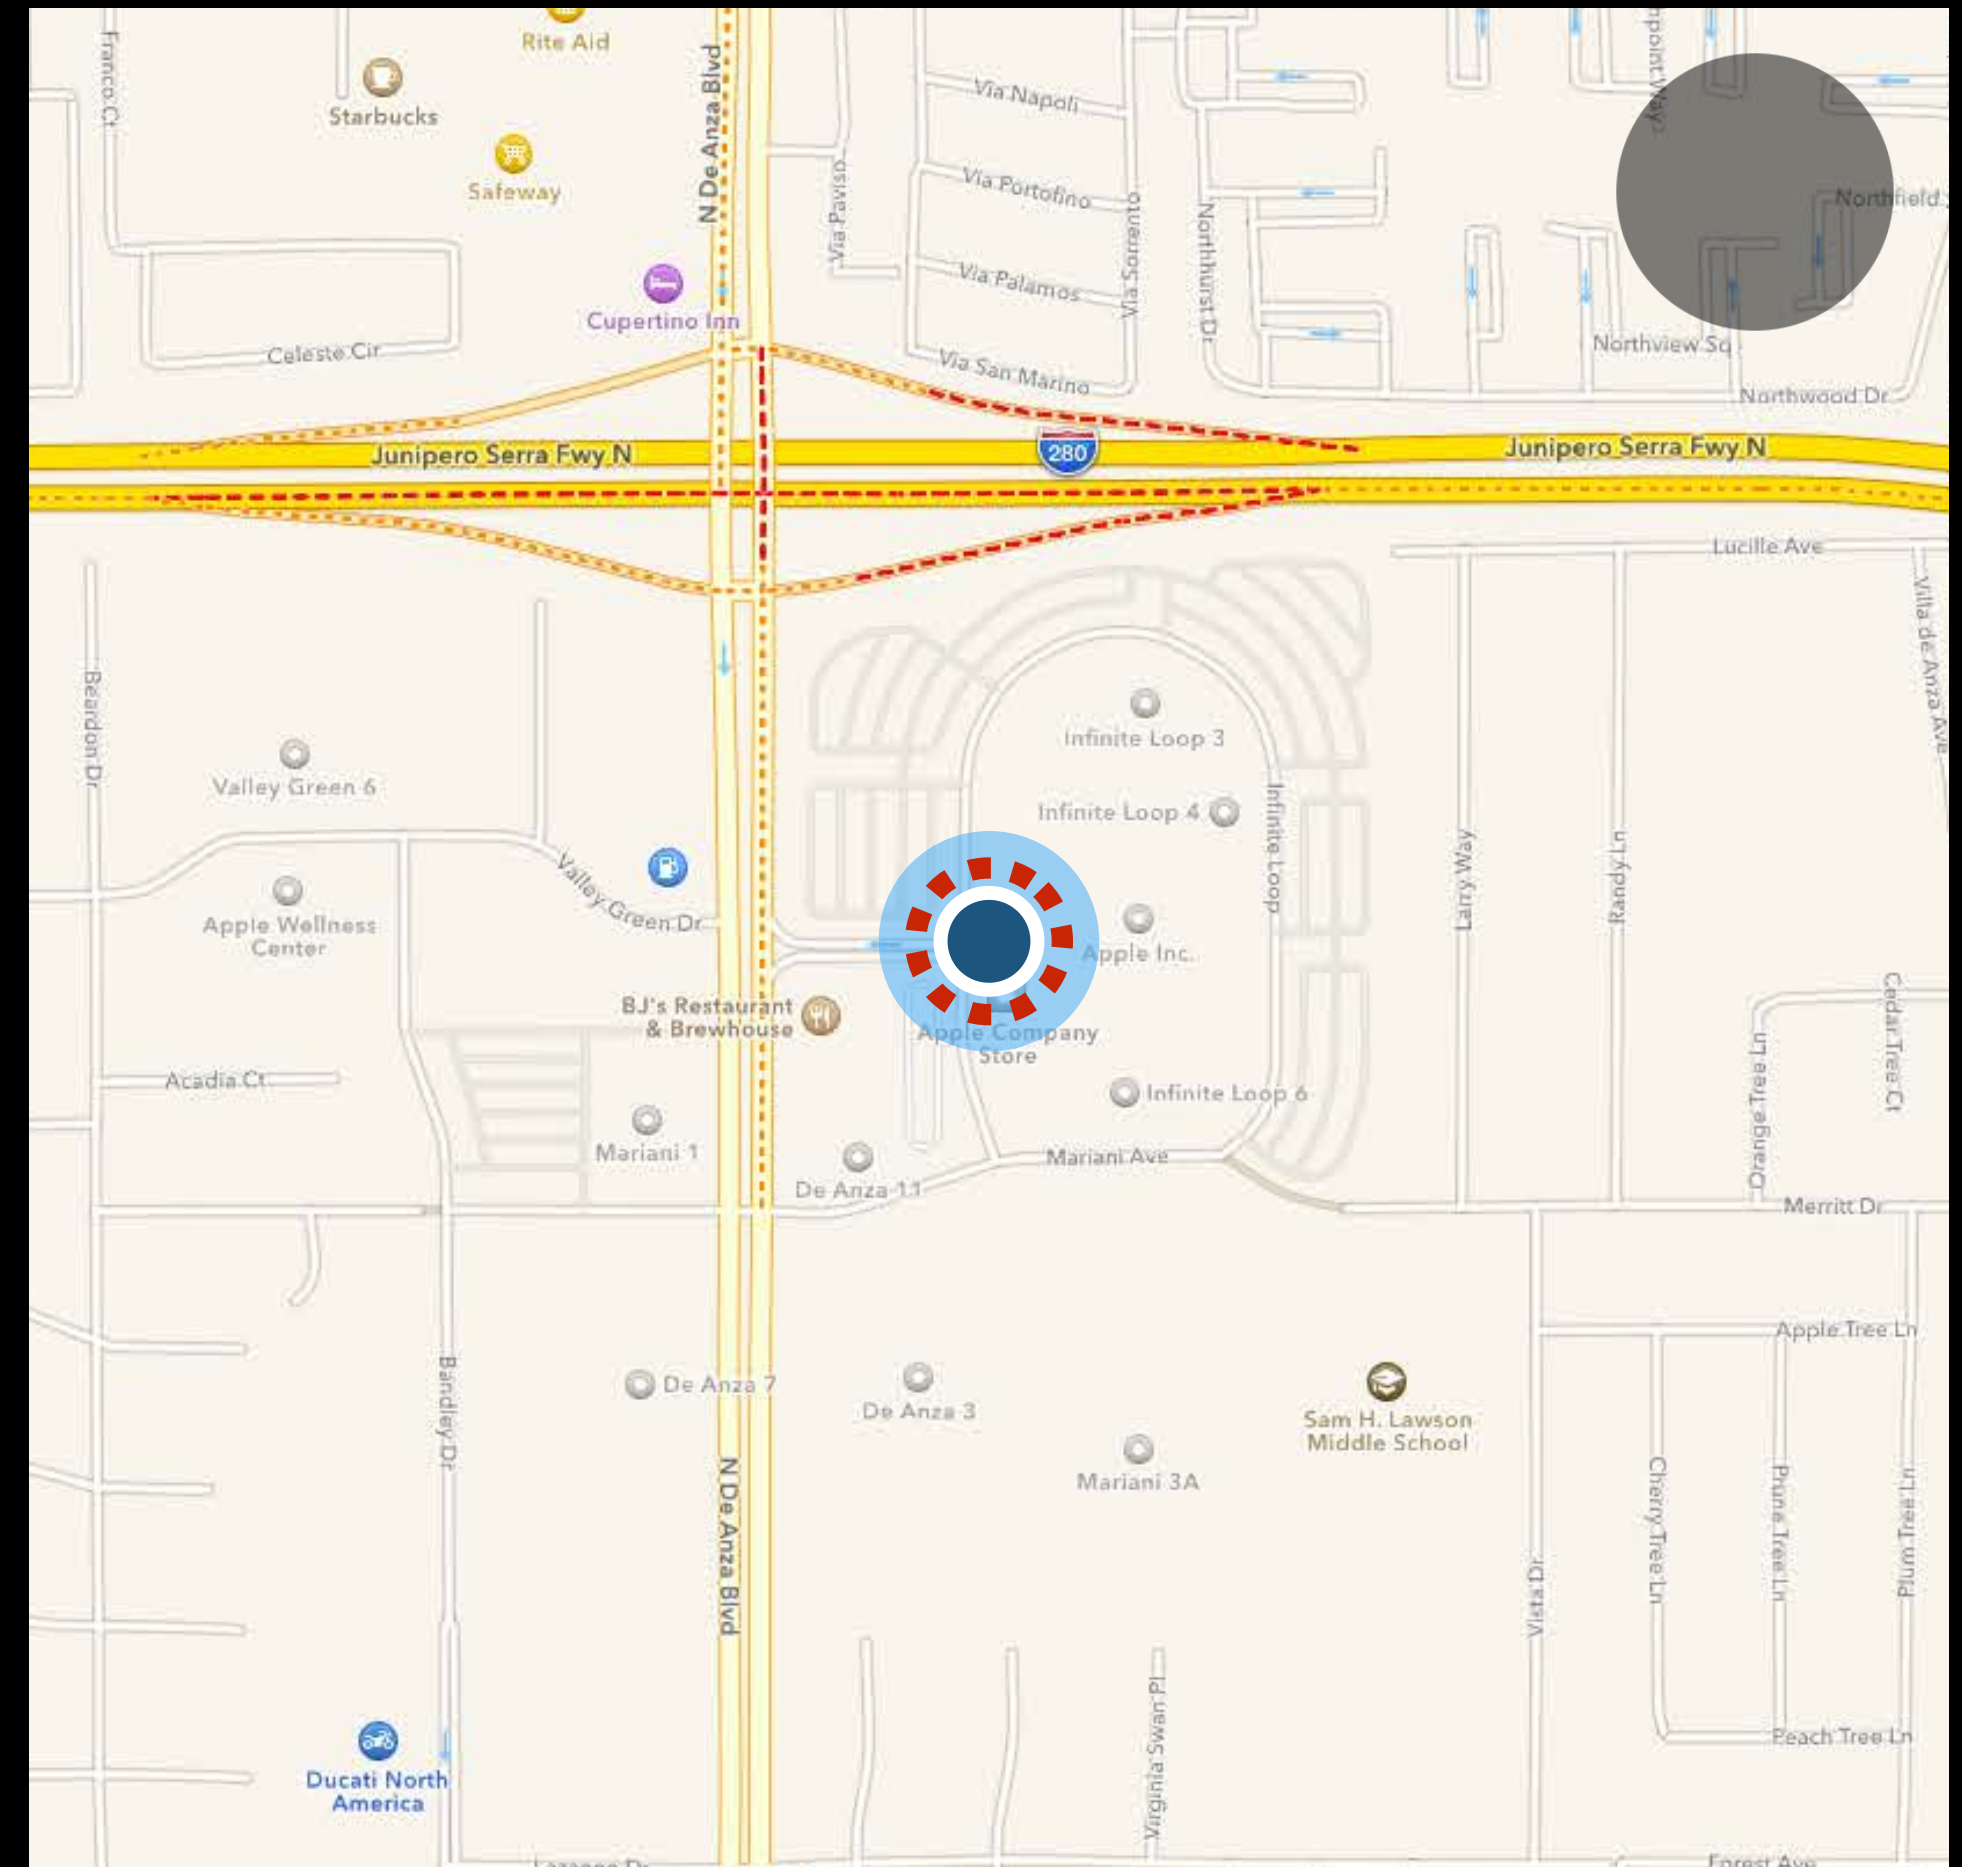 Rite Aid
Franco Ct
Starbucks
N De Anza Blvd
Via Napoli
Safeway
Via Paviso
Via Portofino
Via Sorrento
Northhurst Dr
Northfield
Via Palamos
Cupertino Inn
Celeste Cir
Via San Marino
Northview Sq
Northwood Dr
Junipero Serra Fwy N
280
Junipero Serra Fwy N
Lucille Ave
Villa de Anza Ave
Beardon Dr
Infinite Loop 3
Valley Green 6
Infinite Loop 4
Infinite Loop
Larry Way
Randy Ln
Valley Green Dr
Apple Wellness
Center
Apple Inc.
BJ's Restaurant
& Brewhouse
Apple Company
Store
Orange Tree Ln
Cedar Tree Ct
Acadia Ct
Infinite Loop 6
Mariani 1
Mariani Ave
De Anza 11
Merritt Dr
Apple Tree Ln
Bandley Dr
De Anza 7
De Anza 3
Sam H. Lawson
Middle School
Mariani 3A
N De Anza Blvd
Cherry Tree Ln
Prune Tree Ln
Plum Tree Ln
Vista Dr
Virginia Swan Pl
Peach Tree Ln
Ducati North
America
Forest Ave